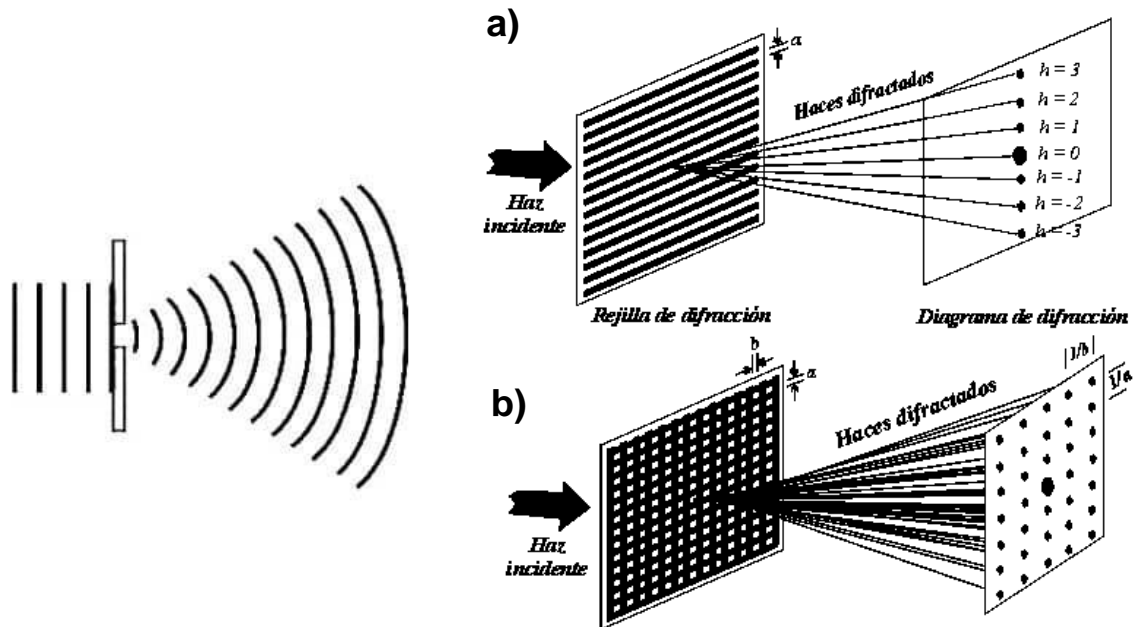 a)
a
Haces difractados
h = 3
h = 2
h = 1
h = 0
h = -1
h = -2
h = -3
Haz
incidente
Rejilla de difracción
Diagrama de difracción
b)
b
a
Haces difractados
1/b
1/a
Haz
incidente